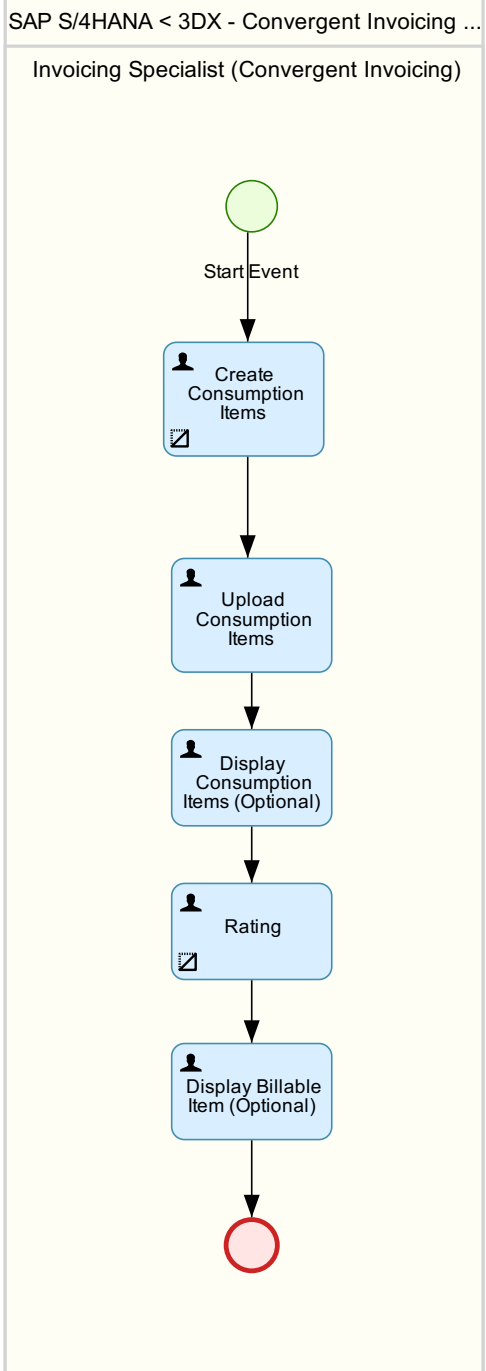 SAP S/4HANA < 3DX - Convergent Invoicing ...
Invoicing Specialist (Convergent Invoicing)
Start Event
Create
Consumption
Items
Upload
Consumption
Items
Display
Consumption
Items (Optional)
Rating
Display Billable
Item (Optional)